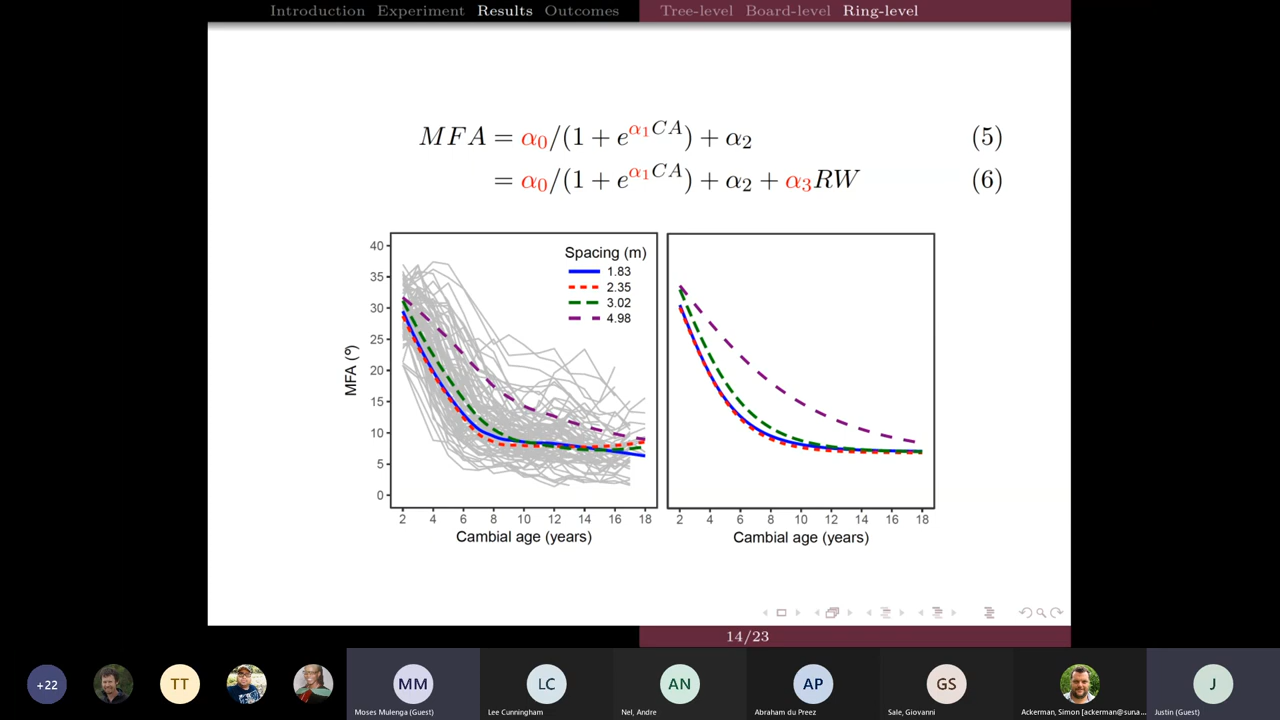 Introduction Experiment Results Outcomes Tree-level Board-level Ring-level
MFA = α₀/(1 + e^{α₁CA}) + α₂ (5)
= α₀/(1 + e^{α₁CA}) + α₂ + α₃RW (6)
Spacing (m)
1.83
2.35
3.02
4.98
40
35
30
25
20
15
10
5
0
MFA (º)
2 4 6 8 10 12 14 16 18
Cambial age (years)
2 4 6 8 10 12 14 16 18
Cambial age (years)
14/23
+22 TT MM LC AN AP GS J
Moses Mulenga (Guest) Lee Cunningham Nel, Andre Abraham du Preez Sale, Giovanni Ackerman, Simon [ackerman@suna... Justin (Guest)